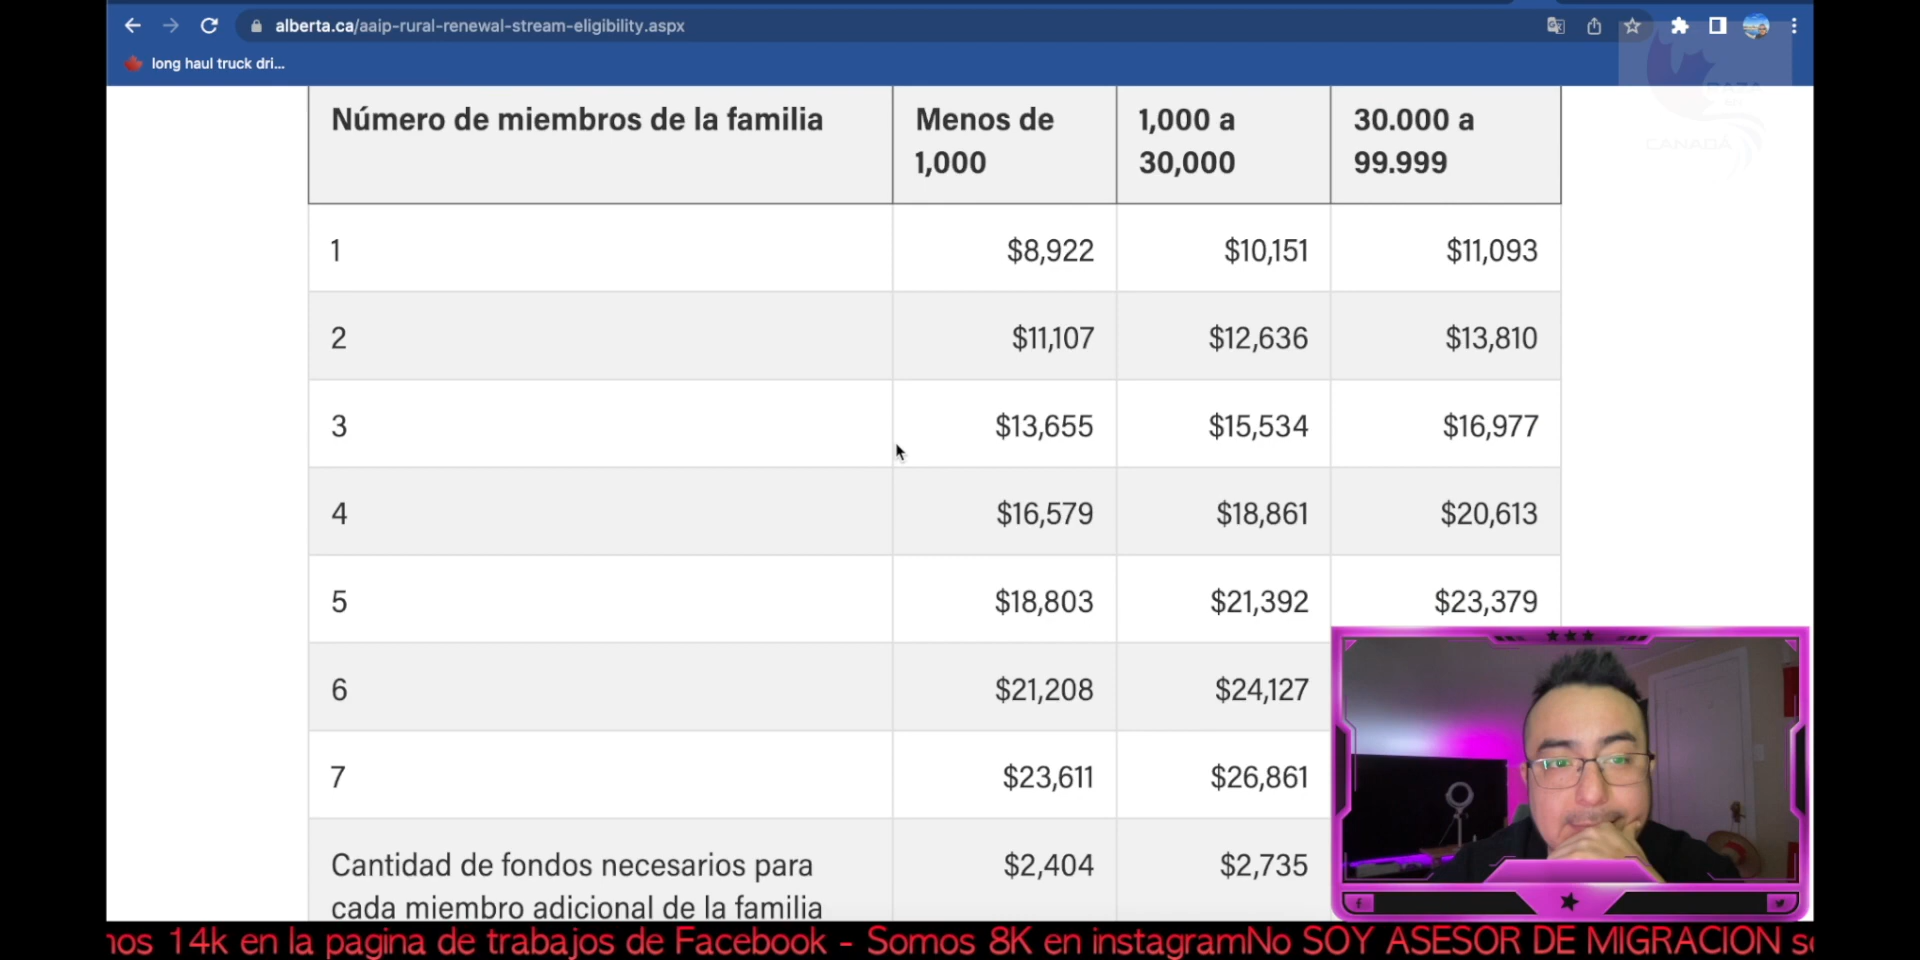 alberta.ca/aaip-rural-renewal-stream-eligibility.aspx
long haul truck dri...
RAZA
CANADÁ
Número de miembros de la familia
Menos de 1,000
1,000 a 30,000
30.000 a 99.999
1 $8,922 $10,151 $11,093
2 $11,107 $12,636 $13,810
3 $13,655 $15,534 $16,977
4 $16,579 $18,861 $20,613
5 $18,803 $21,392 $23,379
6 $21,208 $24,127
7 $23,611 $26,861
Cantidad de fondos necesarios para $2,404 $2,735
cada miembro adicional de la familia
nos 14k en la pagina de trabajos de Facebook - Somos 8K en instagramNo SOY ASESOR DE MIGRACION so